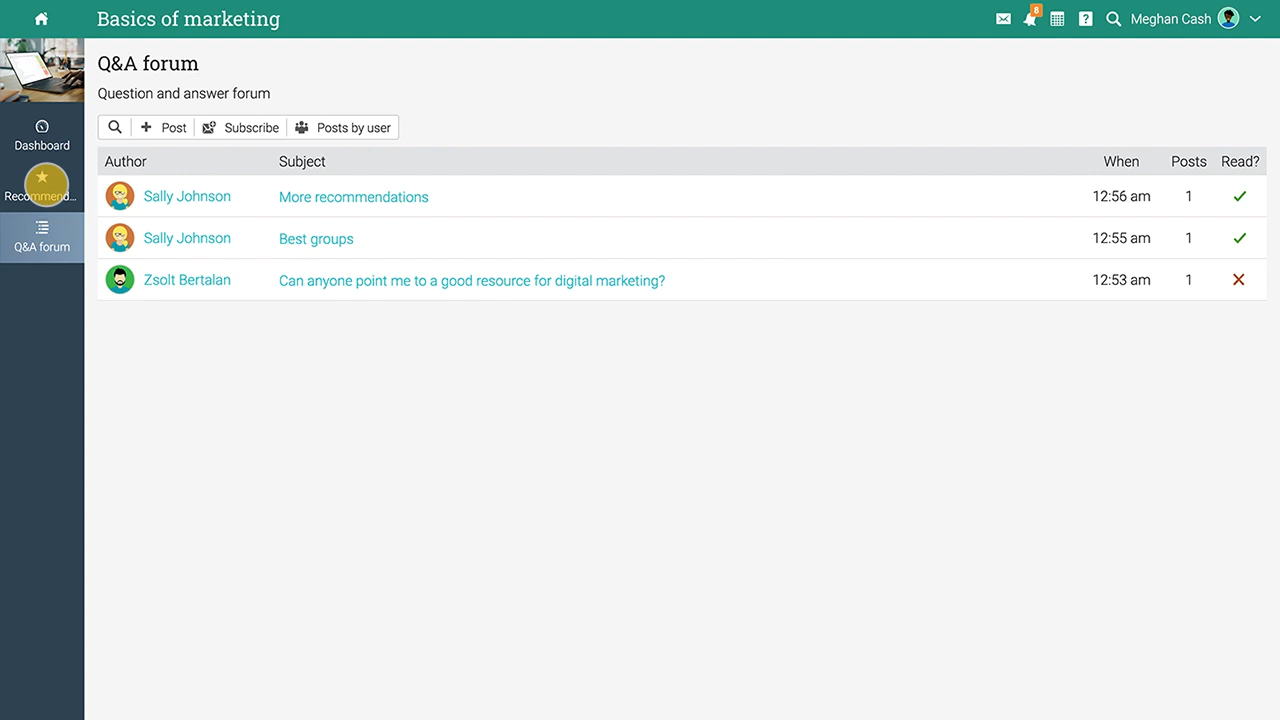 Basics of marketing
8
?
Meghan Cash
Q&A forum
Question and answer forum
Post
Subscribe
Posts by user
Dashboard
Recommend...
Q&A forum
Author Subject When Posts Read?
Sally Johnson More recommendations 12:56 am 1
Sally Johnson Best groups 12:55 am 1
Zsolt Bertalan Can anyone point me to a good resource for digital marketing? 12:53 am 1